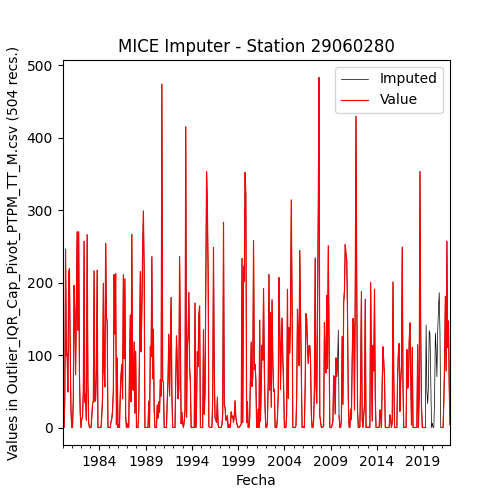 MICE Imputer - Station 29060280
Imputed
Value
Values in Outlier_IQR_Cap_Pivot_PTPM_TT_M.csv (504 recs.)
500
400
300
200
100
0
1984 1989 1994 1999 2004 2009 2014 2019
Fecha